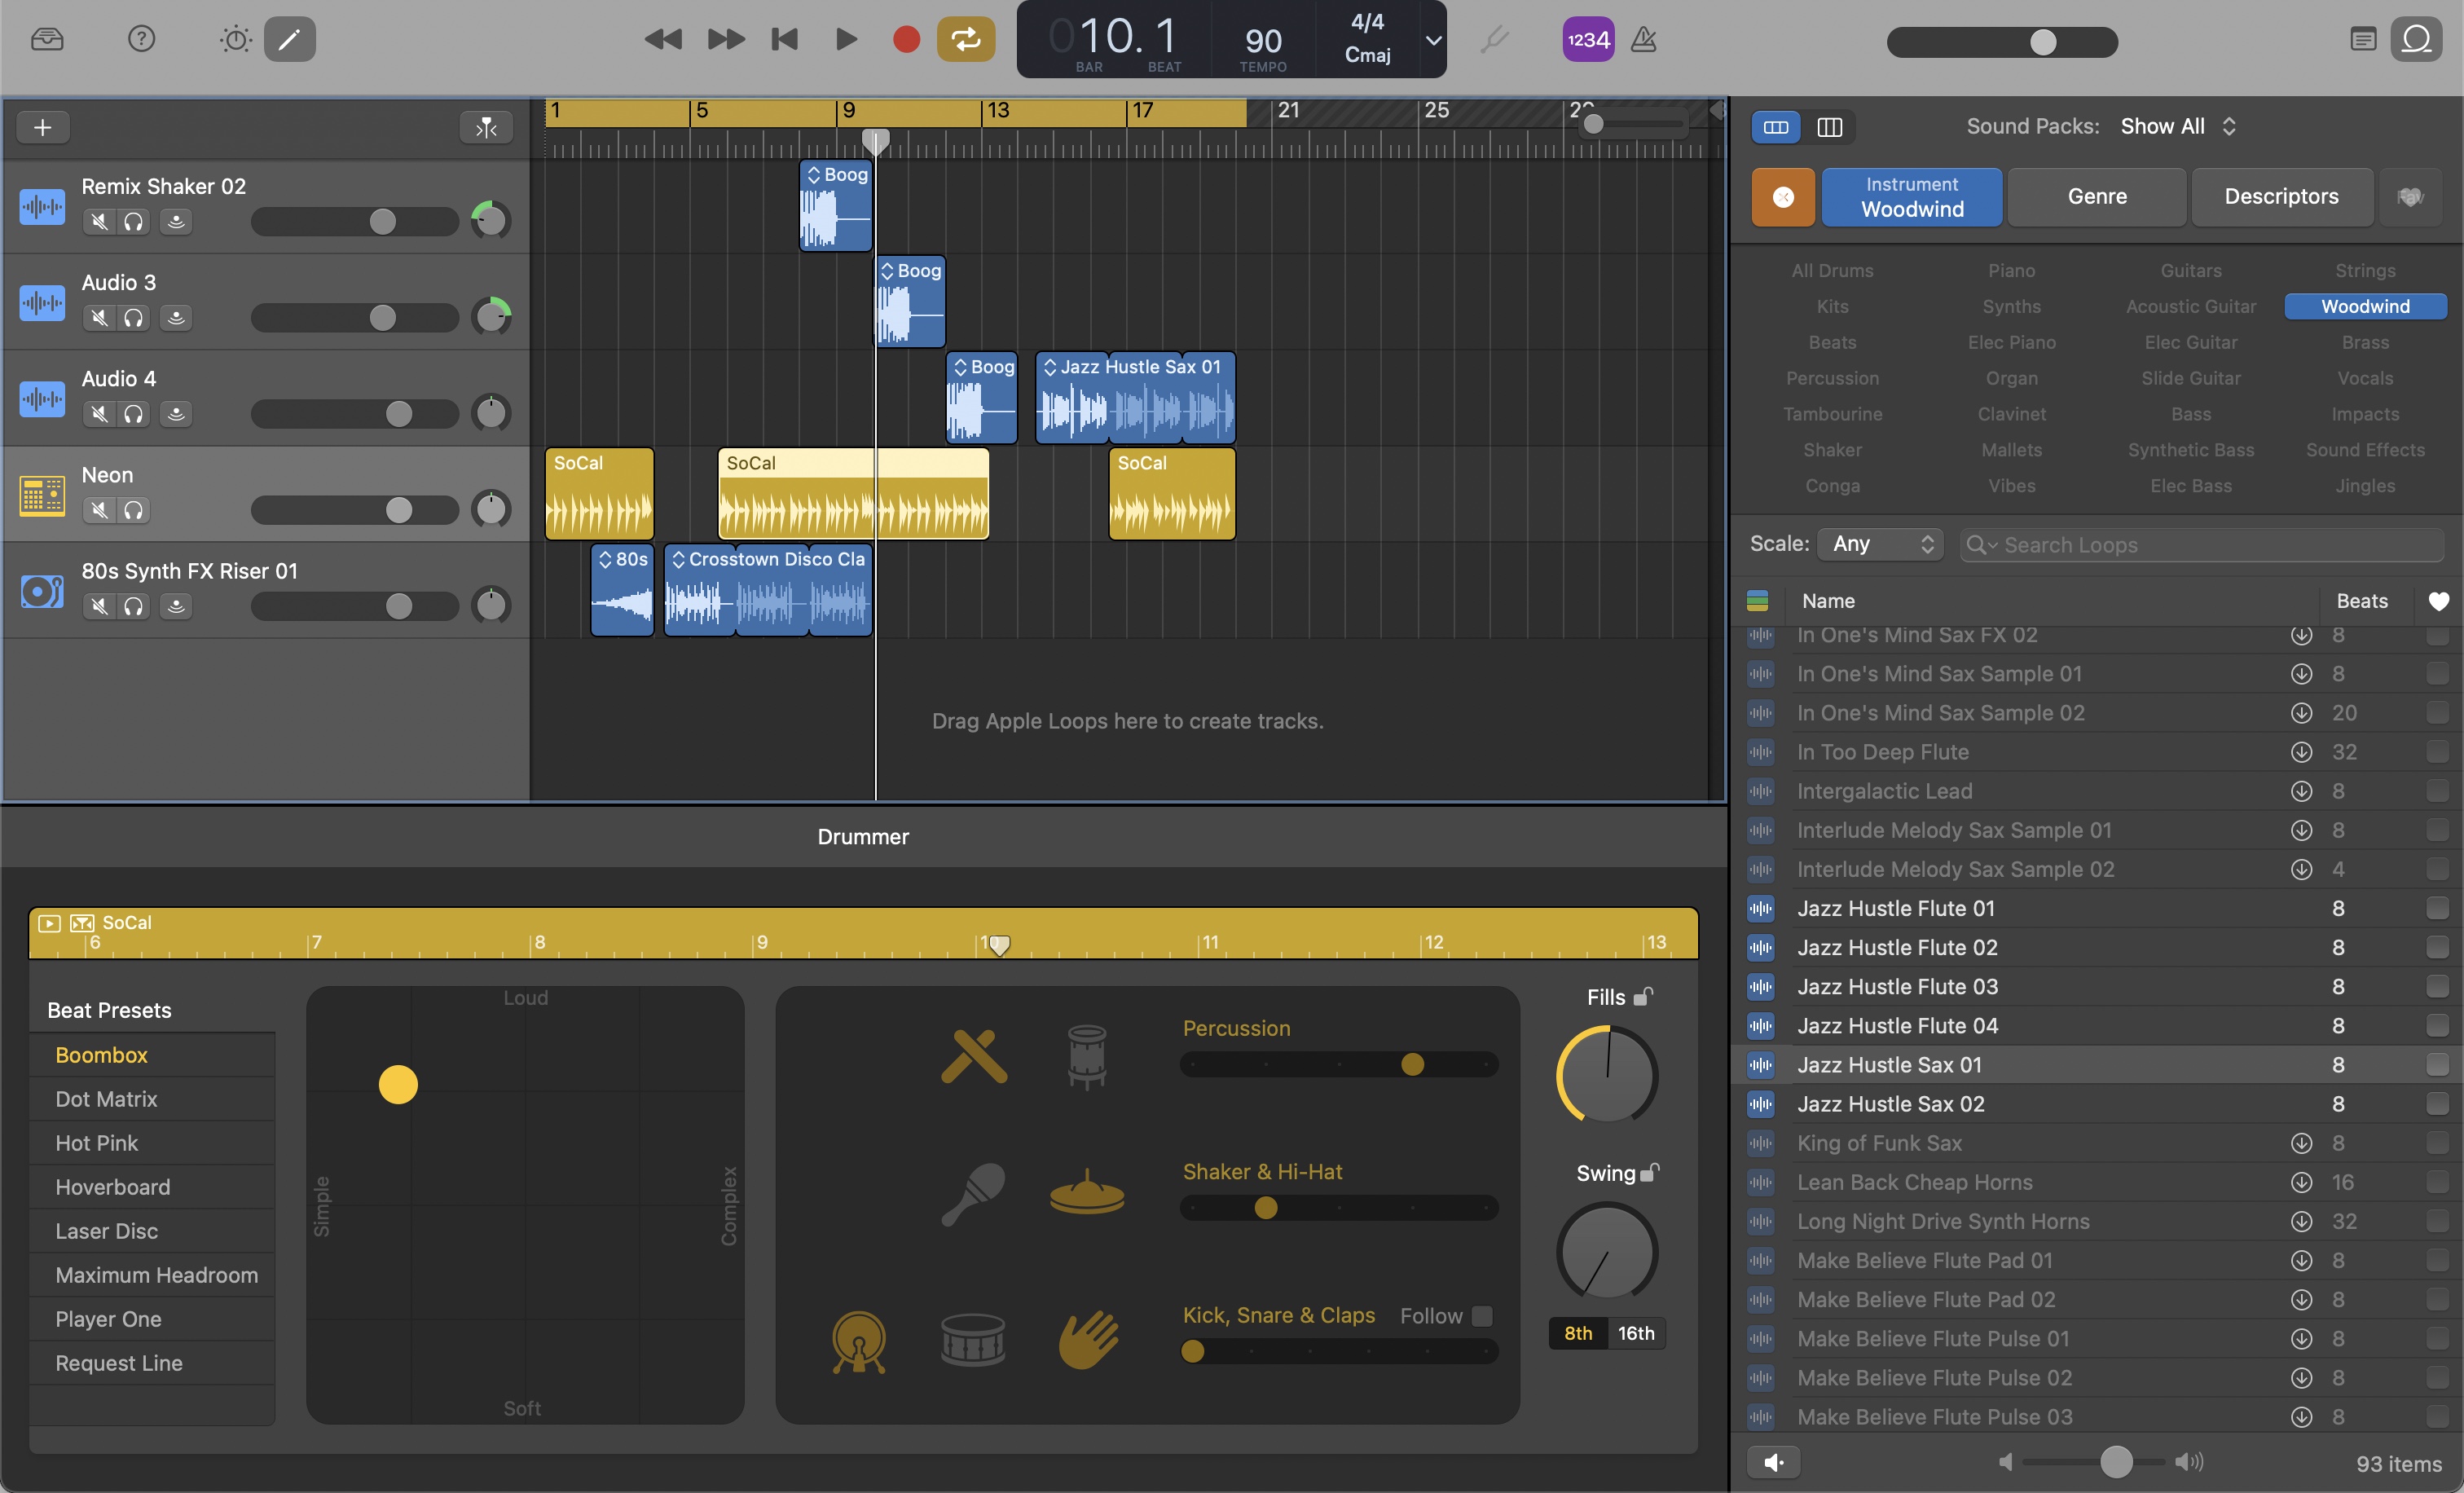 010.1
BAR
BEAT
90
TEMPO
4/4
Cmaj
1234
1
5
9
13
17
21
25
Sound Packs: Show All
Instrument
Woodwind
Genre
Descriptors
Remix Shaker 02
Boog
Audio 3
Boog
Audio 4
Boog
Jazz Hustle Sax 01
Neon
SoCal
SoCal
SoCal
80s Synth FX Riser 01
80s
Crosstown Disco Cla
Drag Apple Loops here to create tracks.
All Drums
Piano
Guitars
Strings
Kits
Synths
Acoustic Guitar
Woodwind
Beats
Elec Piano
Elec Guitar
Brass
Percussion
Organ
Slide Guitar
Vocals
Tambourine
Clavinet
Bass
Impacts
Shaker
Mallets
Synthetic Bass
Sound Effects
Conga
Vibes
Elec Bass
Jingles
Scale: Any
Search Loops
Name
Beats
In One's Mind Sax FX 02 8
In One's Mind Sax Sample 01 8
In One's Mind Sax Sample 02 20
In Too Deep Flute 32
Intergalactic Lead 8
Interlude Melody Sax Sample 01 8
Interlude Melody Sax Sample 02 4
Jazz Hustle Flute 01 8
Jazz Hustle Flute 02 8
Jazz Hustle Flute 03 8
Jazz Hustle Flute 04 8
Jazz Hustle Sax 01 8
Jazz Hustle Sax 02 8
King of Funk Sax 8
Lean Back Cheap Horns 16
Long Night Drive Synth Horns 32
Make Believe Flute Pad 01 8
Make Believe Flute Pad 02 8
Make Believe Flute Pulse 01 8
Make Believe Flute Pulse 02 8
Make Believe Flute Pulse 03 8
93 items
Drummer
SoCal
6
7
8
9
10
11
12
13
Beat Presets
Boombox
Dot Matrix
Hot Pink
Hoverboard
Laser Disc
Maximum Headroom
Player One
Request Line
Loud
Simple
Complex
Soft
Percussion
Shaker & Hi-Hat
Kick, Snare & Claps
Follow
Fills
Swing
8th
16th